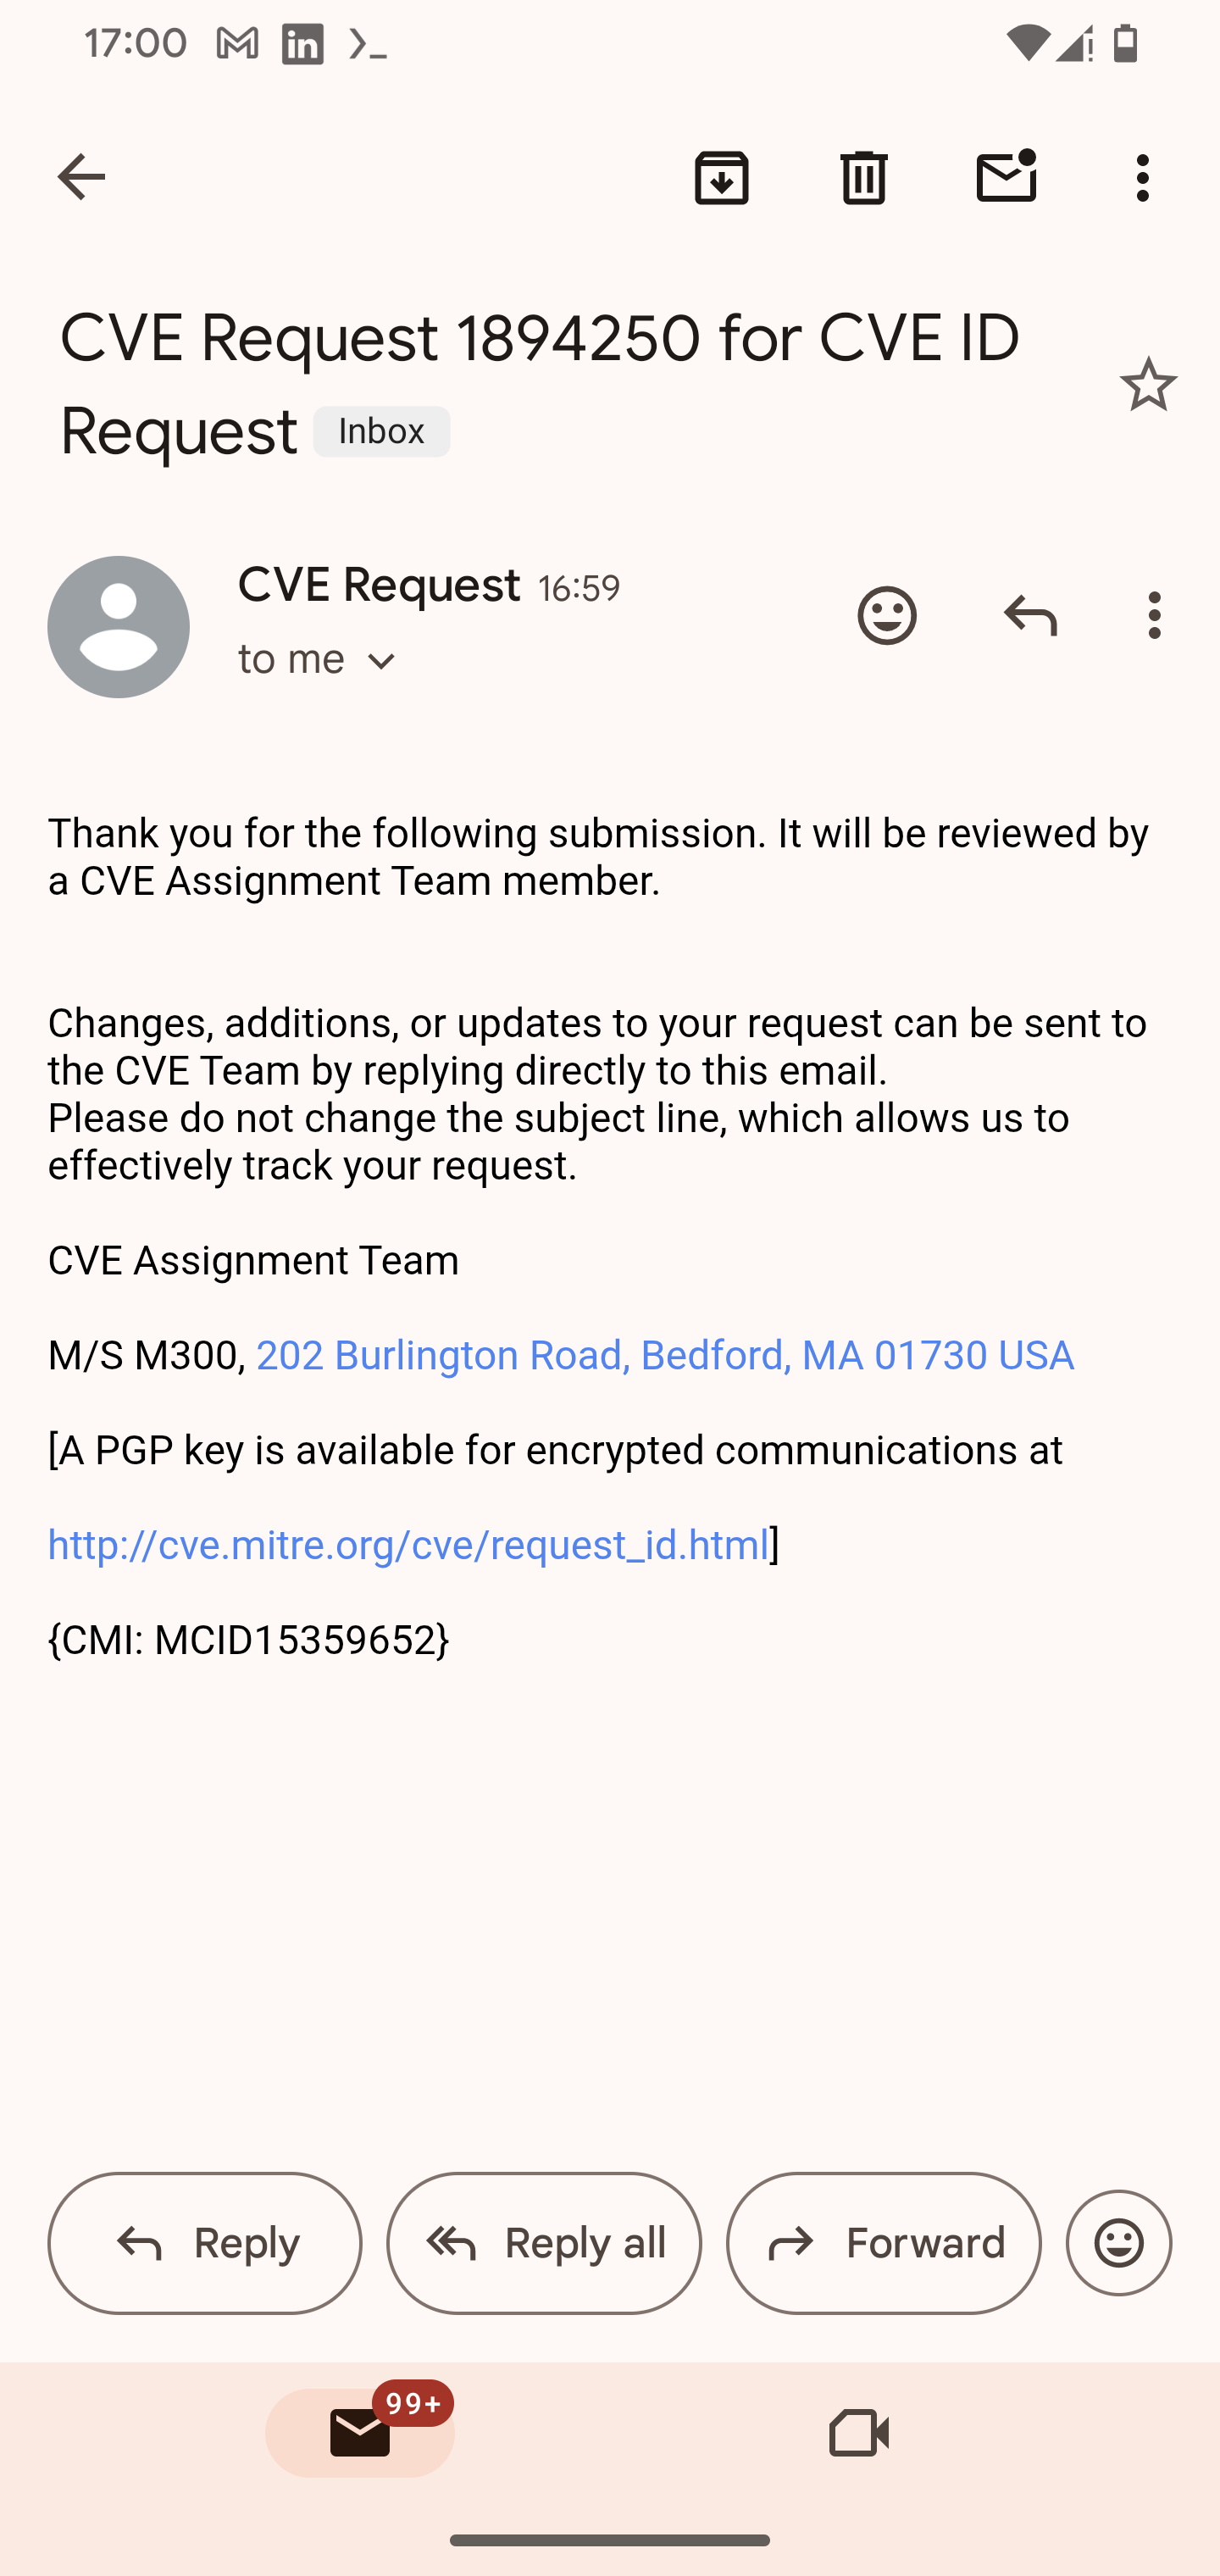 17:00
CVE Request 1894250 for CVE ID
Request Inbox
CVE Request 16:59
to me
Thank you for the following submission. It will be reviewed by
a CVE Assignment Team member.
Changes, additions, or updates to your request can be sent to
the CVE Team by replying directly to this email.
Please do not change the subject line, which allows us to
effectively track your request.
CVE Assignment Team
M/S M300, 202 Burlington Road, Bedford, MA 01730 USA
[A PGP key is available for encrypted communications at
http://cve.mitre.org/cve/request_id.html]
{CMI: MCID15359652}
Reply Reply all Forward
99+